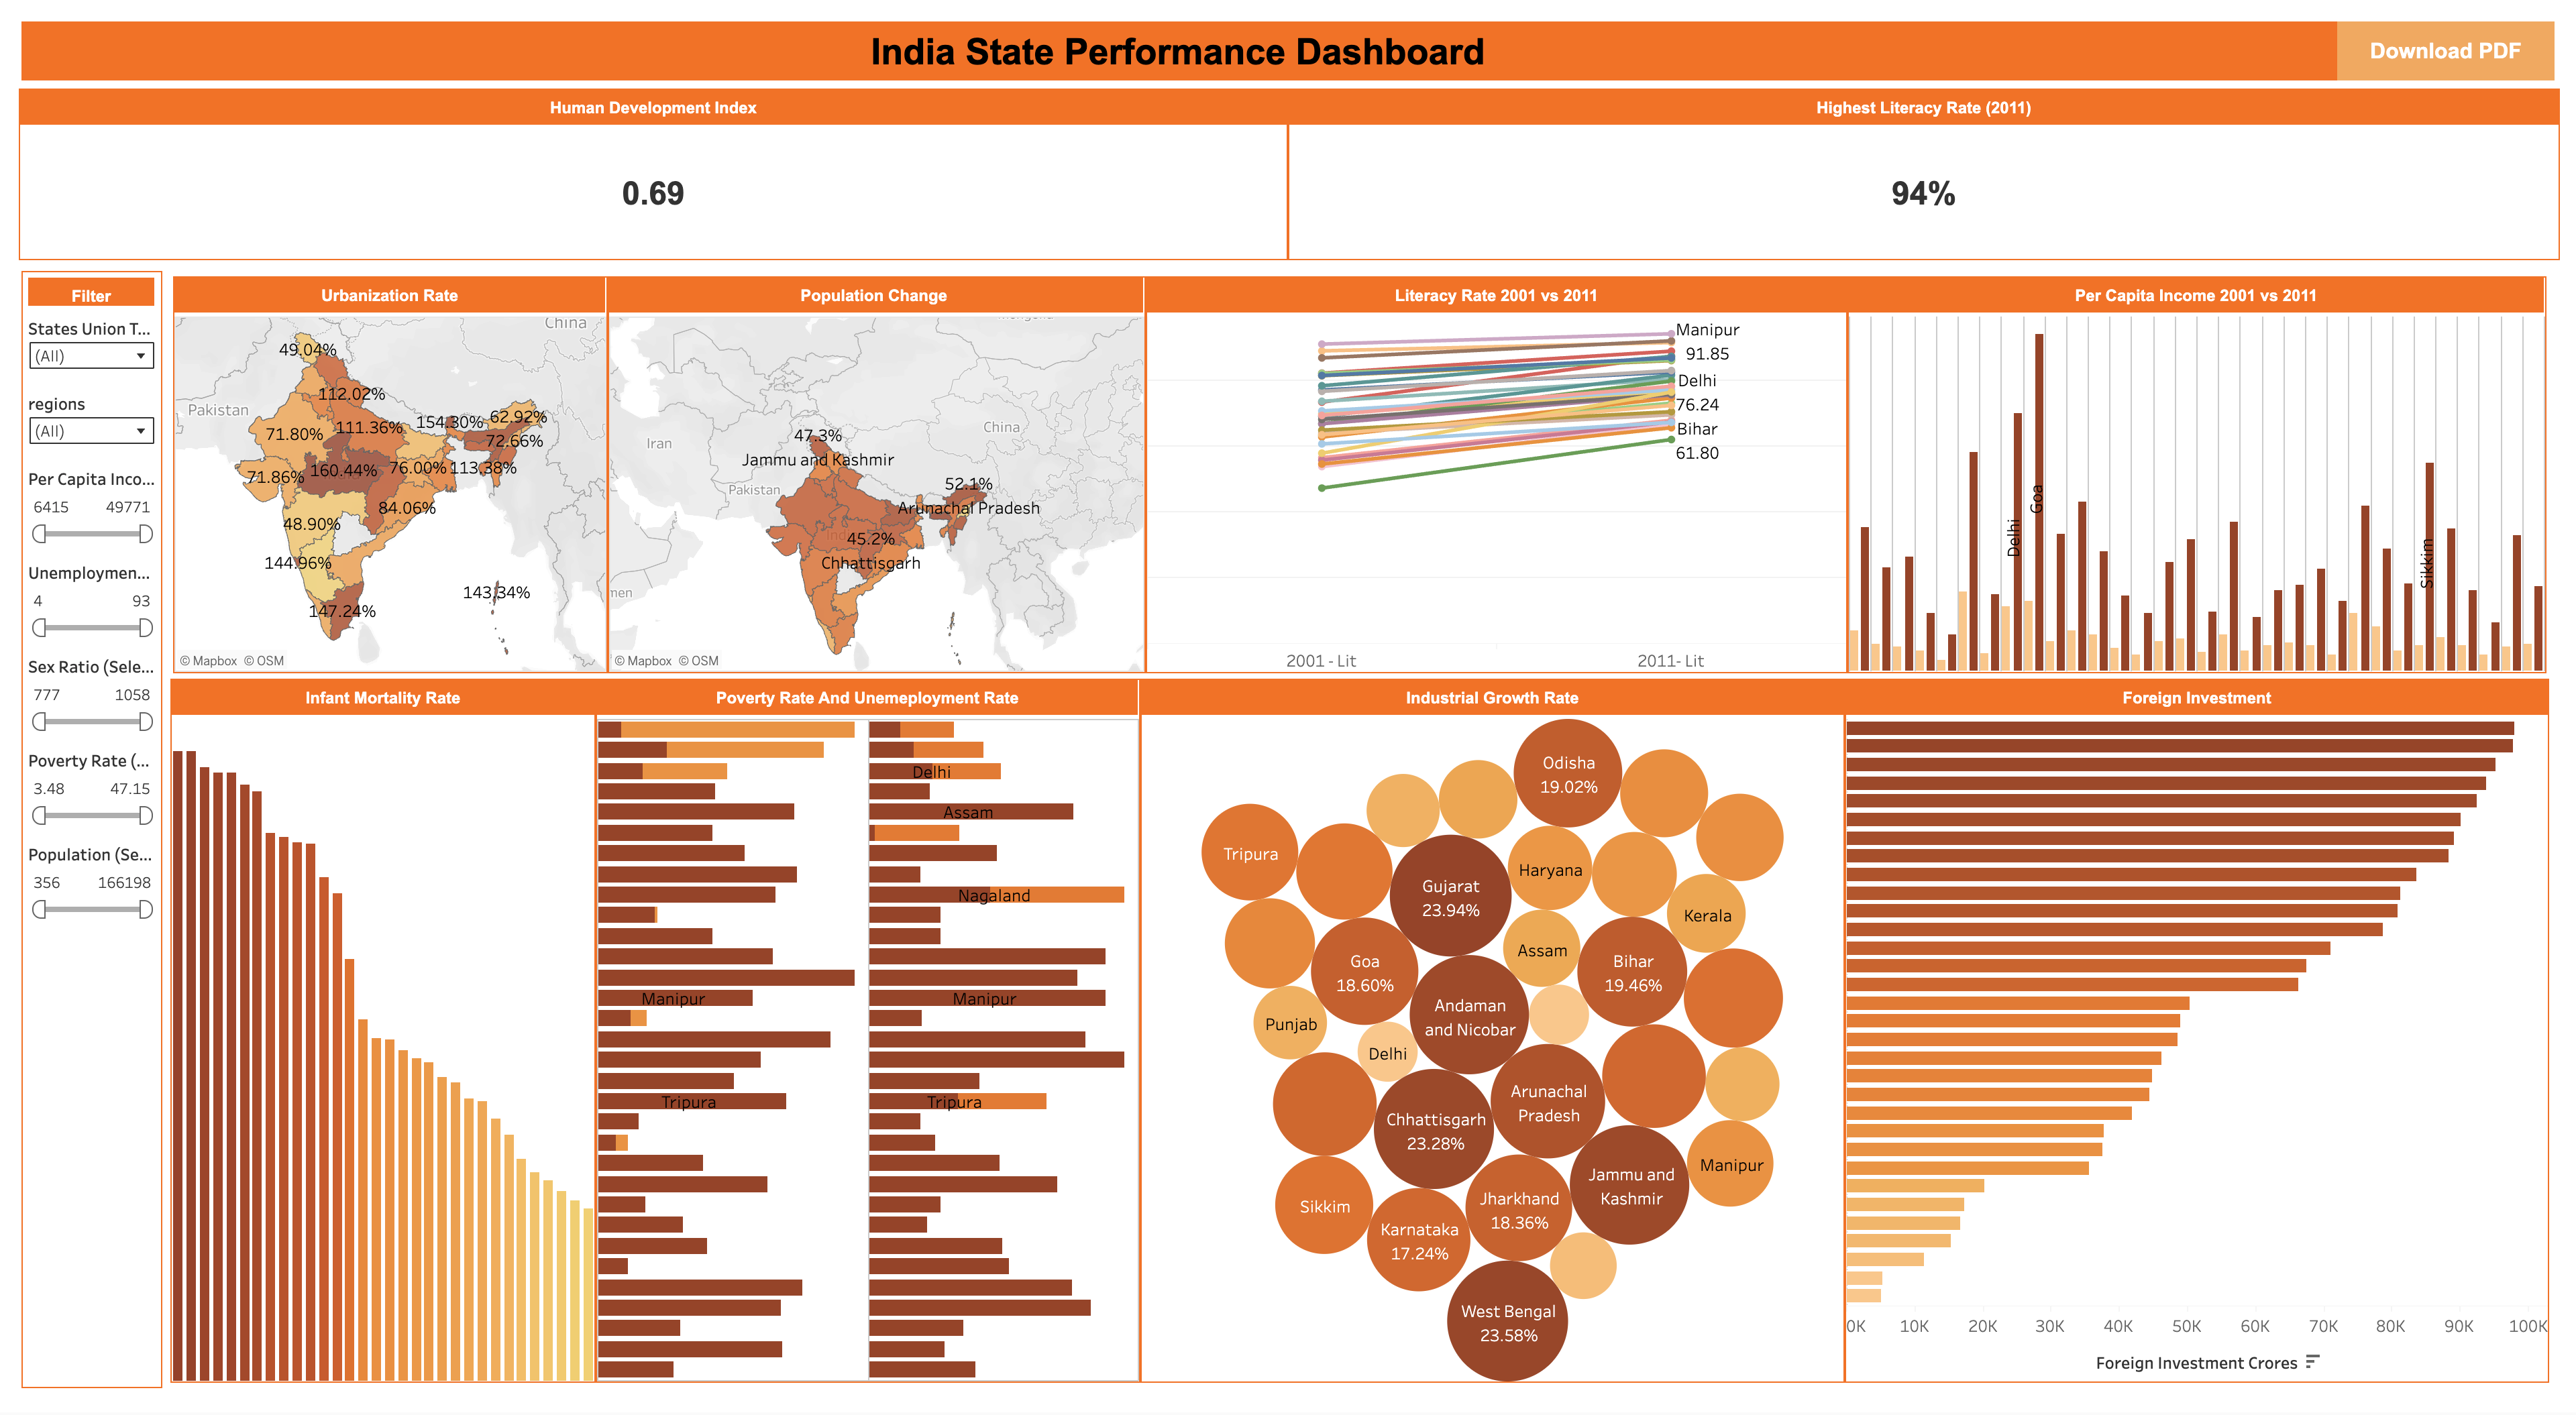 India State Performance Dashboard
Download PDF
Human Development Index
Highest Literacy Rate (2011)
0.69
94%
Filter
States Union T...
(All)
regions
(All)
Per Capita Inco...
6415 49771
Unemploymen...
4 93
Sex Ratio (Sele...
777 1058
Poverty Rate (...
3.48 47.15
Population (Se...
356 166198
Urbanization Rate
China
Pakistan
49.04%
112.02%
154.30%
62.92%
71.80%
111.36%
72.66%
71.86%
160.44%
76.00%
113.38%
48.90%
84.06%
144.96%
143.34%
147.24%
© Mapbox © OSM
Population Change
Iran
China
Pakistan
47.3%
Jammu and Kashmir
52.1%
Arunachal Pradesh
45.2%
Chhattisgarh
men
© Mapbox © OSM
Literacy Rate 2001 vs 2011
Manipur
91.85
Delhi
76.24
Bihar
61.80
2001 - Lit
2011- Lit
Per Capita Income 2001 vs 2011
Delhi
Goa
Sikkim
Infant Mortality Rate
Poverty Rate And Unemeployment Rate
Delhi
Assam
Nagaland
Manipur
Manipur
Tripura
Tripura
Industrial Growth Rate
Odisha
19.02%
Tripura
Gujarat
23.94%
Haryana
Kerala
Goa
18.60%
Assam
Bihar
19.46%
Punjab
Andaman
and Nicobar
Delhi
Chhattisgarh
23.28%
Arunachal
Pradesh
Manipur
Sikkim
Karnataka
17.24%
Jharkhand
18.36%
Jammu and
Kashmir
West Bengal
23.58%
Foreign Investment
0K 10K 20K 30K 40K 50K 60K 70K 80K 90K 100K
Foreign Investment Crores